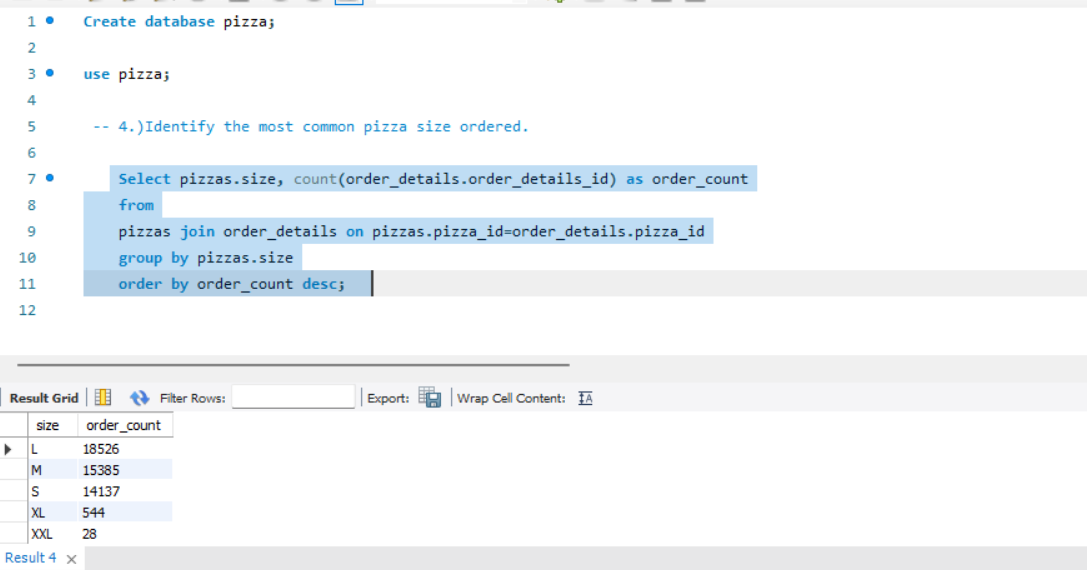 1 Create database pizza;
2
3 use pizza;
4
5 -- 4.)Identify the most common pizza size ordered.
6
7 Select pizzas.size, count(order_details.order_details_id) as order_count
8 from
9 pizzas join order_details on pizzas.pizza_id=order_details.pizza_id
10 group by pizzas.size
11 order by order_count desc;
12
Result Grid Filter Rows: Export: Wrap Cell Content: IA
size order_count
L 18526
M 15385
S 14137
XL 544
XXL 28
Result 4 ×